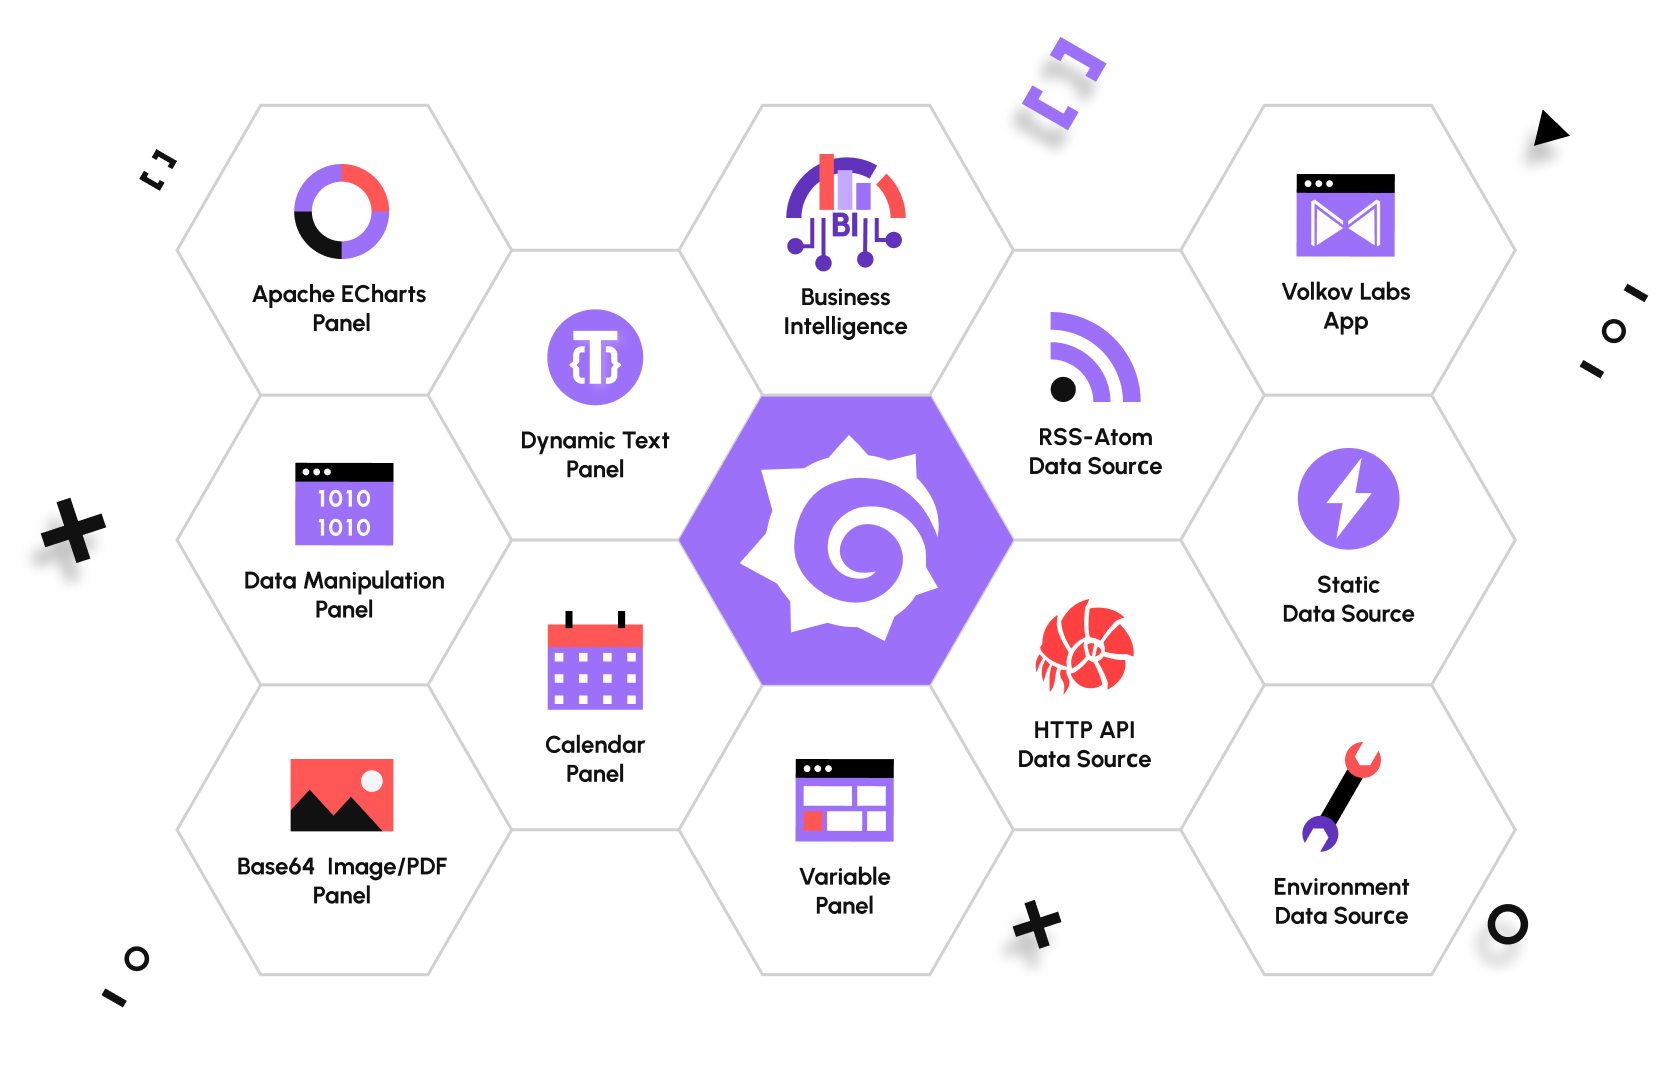 Apache ECharts
Panel
Dynamic Text
Panel
BI
Business
Intelligence
RSS-Atom
Data Source
Volkov Labs
App
1010
1010
Data Manipulation
Panel
Calendar
Panel
HTTP API
Data Source
Static
Data Source
Base64 Image/PDF
Panel
Variable
Panel
Environment
Data Source
{T}